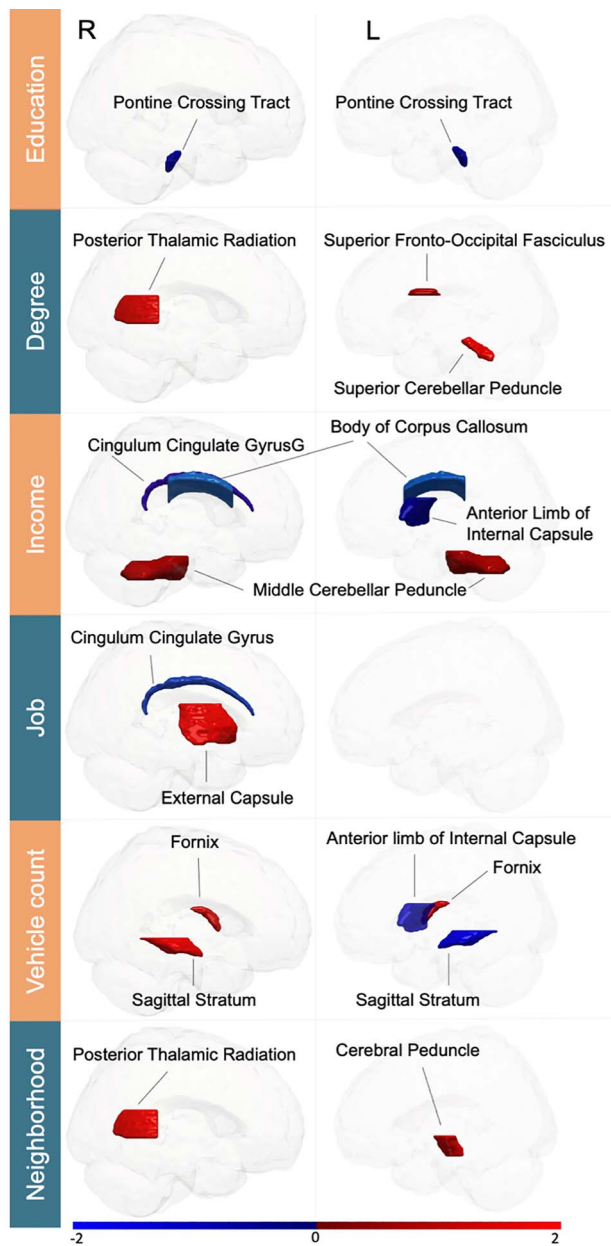 R
L
Education
Pontine Crossing Tract
Pontine Crossing Tract
Degree
Posterior Thalamic Radiation
Superior Fronto-Occipital Fasciculus
Superior Cerebellar Peduncle
Income
Cingulum Cingulate GyrusG
Body of Corpus Callosum
Anterior Limb of
Internal Capsule
Middle Cerebellar Peduncle
Job
Cingulum Cingulate Gyrus
External Capsule
Vehicle count
Fornix
Anterior limb of Internal Capsule
Fornix
Sagittal Stratum
Sagittal Stratum
Neighborhood
Posterior Thalamic Radiation
Cerebral Peduncle
-2
0
2